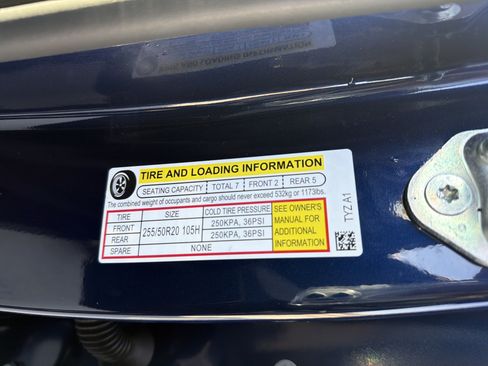 TIRE AND LOADING INFORMATION
SEATING CAPACITY | TOTAL 7 | FRONT 2 | REAR 5
The combined weight of occupants and cargo should never exceed 532kg or 1173lbs.
TIRE SIZE COLD TIRE PRESSURE
FRONT 255/50R20 105H 250KPA, 36PSI
REAR 250KPA, 36PSI
SPARE NONE
SEE OWNER'S
MANUAL FOR
ADDITIONAL
INFORMATION
TYZA1